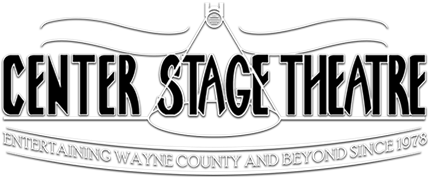 CENTER STAGE THEATRE
ENTERTAINING WAYNE COUNTY AND BEYOND SINCE 1978